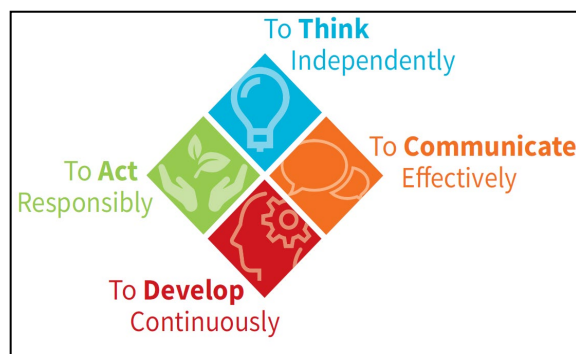 To Think
Independently
To Communicate
Effectively
To Act
Responsibly
To Develop
Continuously